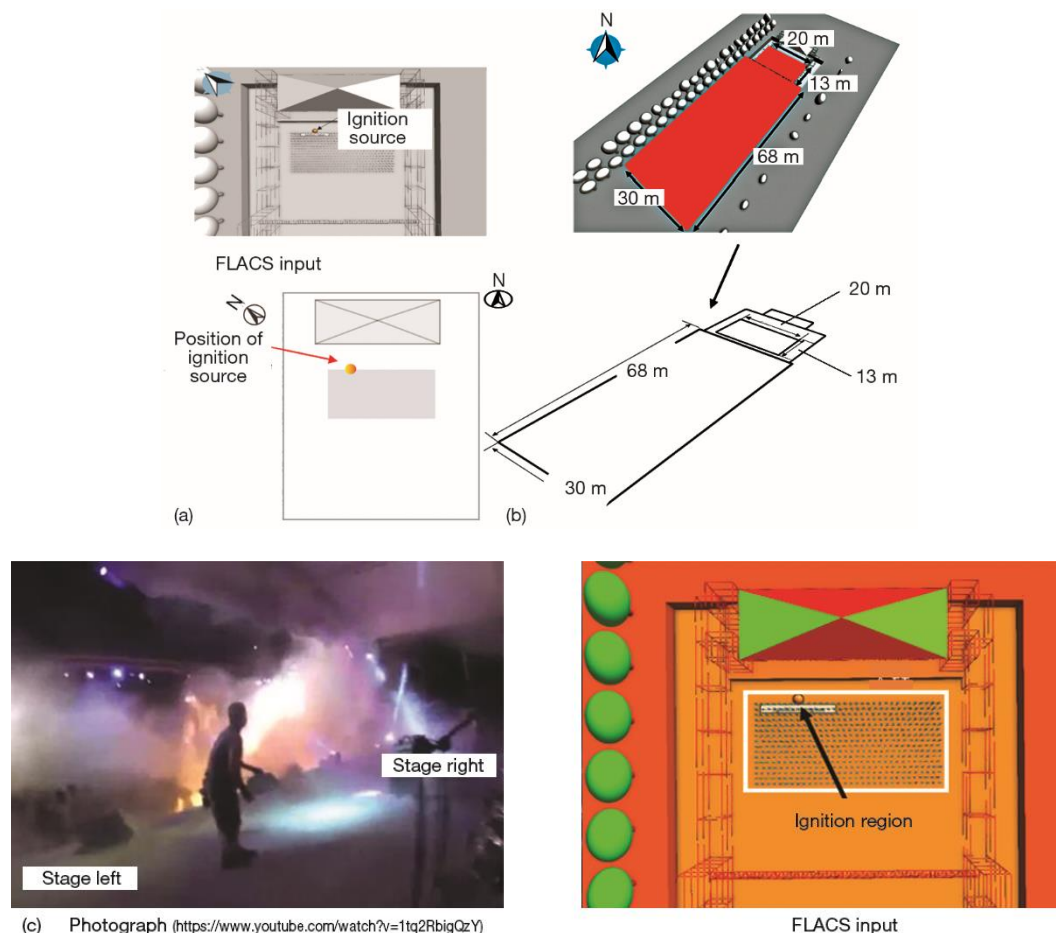 Ignition
source
FLACS input
N
Position of
ignition
source
N
(a)
N
20 m
13 m
68 m
30 m
20 m
13 m
68 m
30 m
(b)
Stage right
Stage left
(c) Photograph (https://www.youtube.com/watch?v=1tq2RbigQzY)
Ignition region
FLACS input